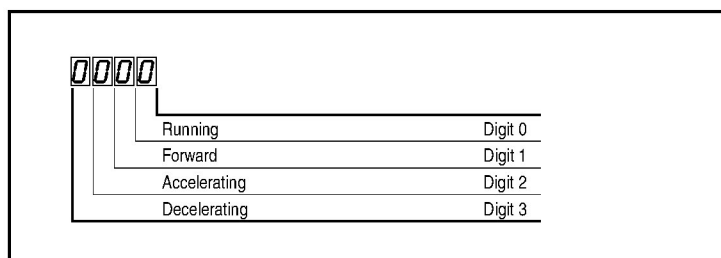 0000
Running Digit 0
Forward Digit 1
Accelerating Digit 2
Decelerating Digit 3